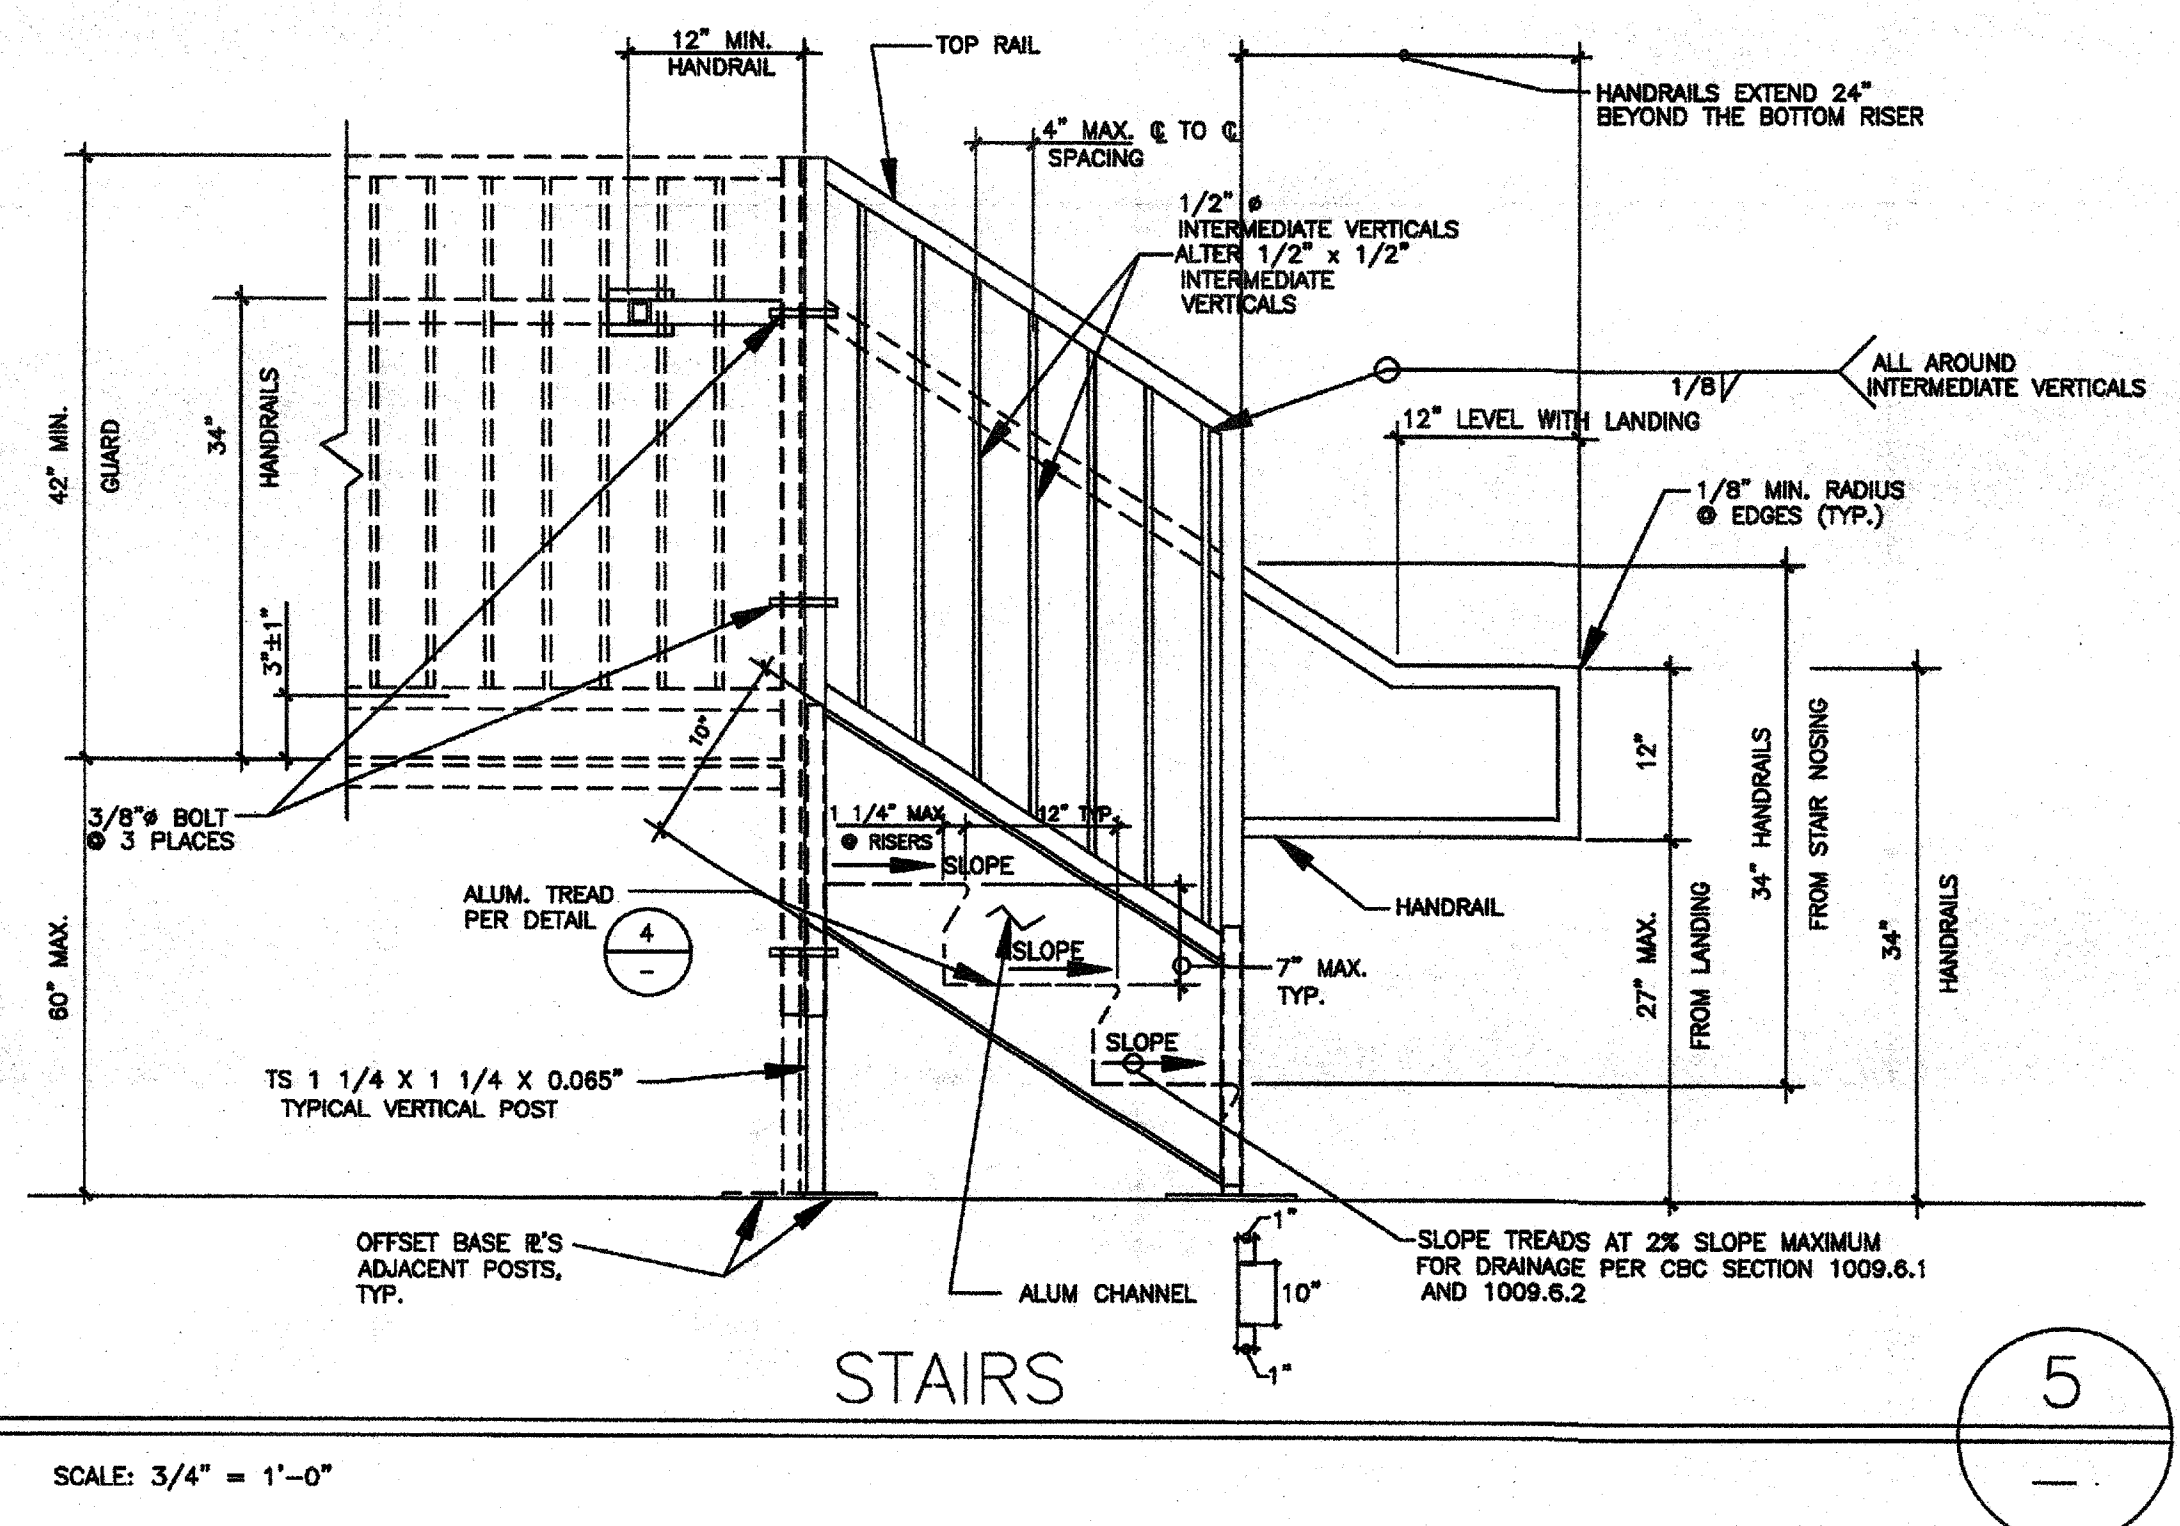 12" MIN.
HANDRAIL
TOP RAIL
HANDRAILS EXTEND 24"
BEYOND THE BOTTOM RISER
4" MAX. ℄ TO ℄
SPACING
1/2" ø
INTERMEDIATE VERTICALS
ALTER 1/2" x 1/2"
INTERMEDIATE
VERTICALS
ALL AROUND
INTERMEDIATE VERTICALS
1/8
12" LEVEL WITH LANDING
1/8" MIN. RADIUS
@ EDGES (TYP.)
42" MIN.
GUARD
34"
HANDRAILS
3"±1"
10"
3/8"ø BOLT
@ 3 PLACES
1 1/4" MAX
@ RISERS
12" TYP.
SLOPE
ALUM. TREAD
PER DETAIL
4
–
SLOPE
7" MAX.
TYP.
SLOPE
HANDRAIL
12"
27" MAX.
FROM LANDING
34" HANDRAILS
FROM STAIR NOSING
34"
HANDRAILS
60" MAX.
TS 1 1/4 X 1 1/4 X 0.065"
TYPICAL VERTICAL POST
OFFSET BASE ⅊'S
ADJACENT POSTS,
TYP.
ALUM CHANNEL
1"
10"
1"
SLOPE TREADS AT 2% SLOPE MAXIMUM
FOR DRAINAGE PER CBC SECTION 1009.6.1
AND 1009.6.2
STAIRS
5
—
SCALE: 3/4" = 1'-0"